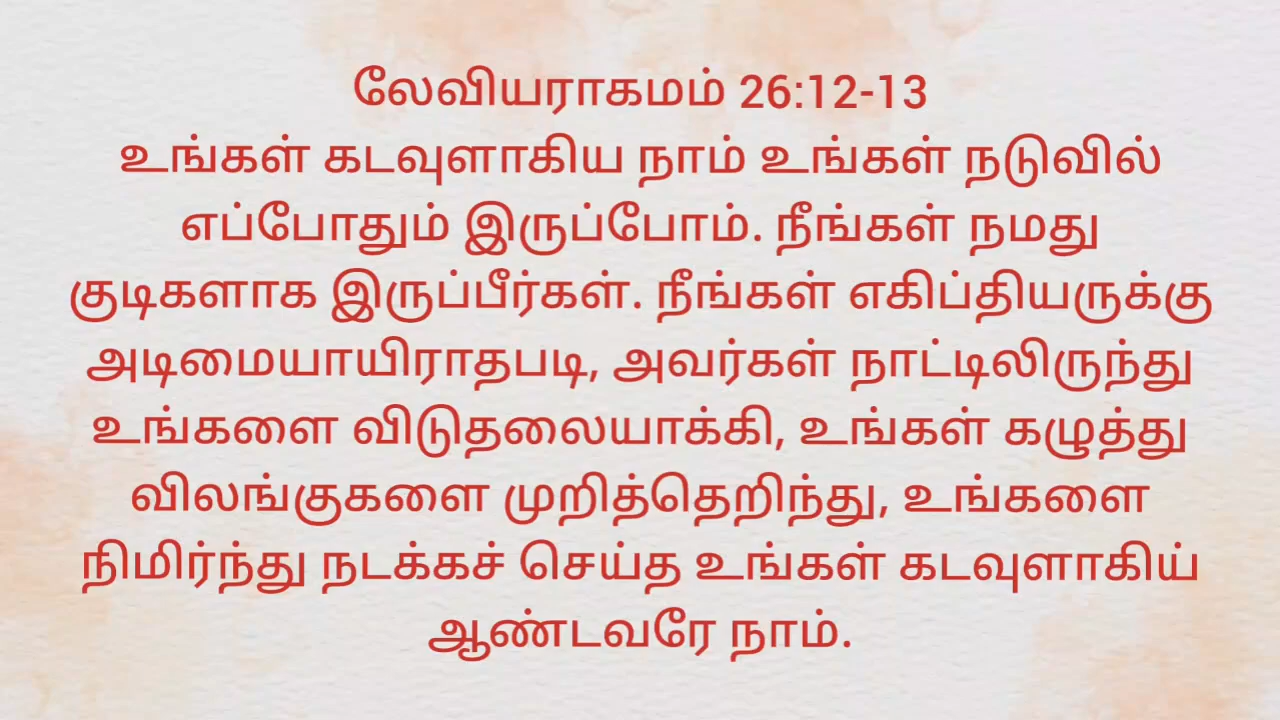 லேவியராகமம் 26:12-13
உங்கள் கடவுளாகிய நாம் உங்கள் நடுவில்
எப்போதும் இருப்போம். நீங்கள் நமது
குடிகளாக இருப்பீர்கள். நீங்கள் எகிப்தியருக்கு
அடிமையாயிராதபடி, அவர்கள் நாட்டிலிருந்து
உங்களை விடுதலையாக்கி, உங்கள் கழுத்து
விலங்குகளை முறித்தெறிந்து, உங்களை
நிமிர்ந்து நடக்கச் செய்த உங்கள் கடவுளாகிய்
ஆண்டவரே நாம்.